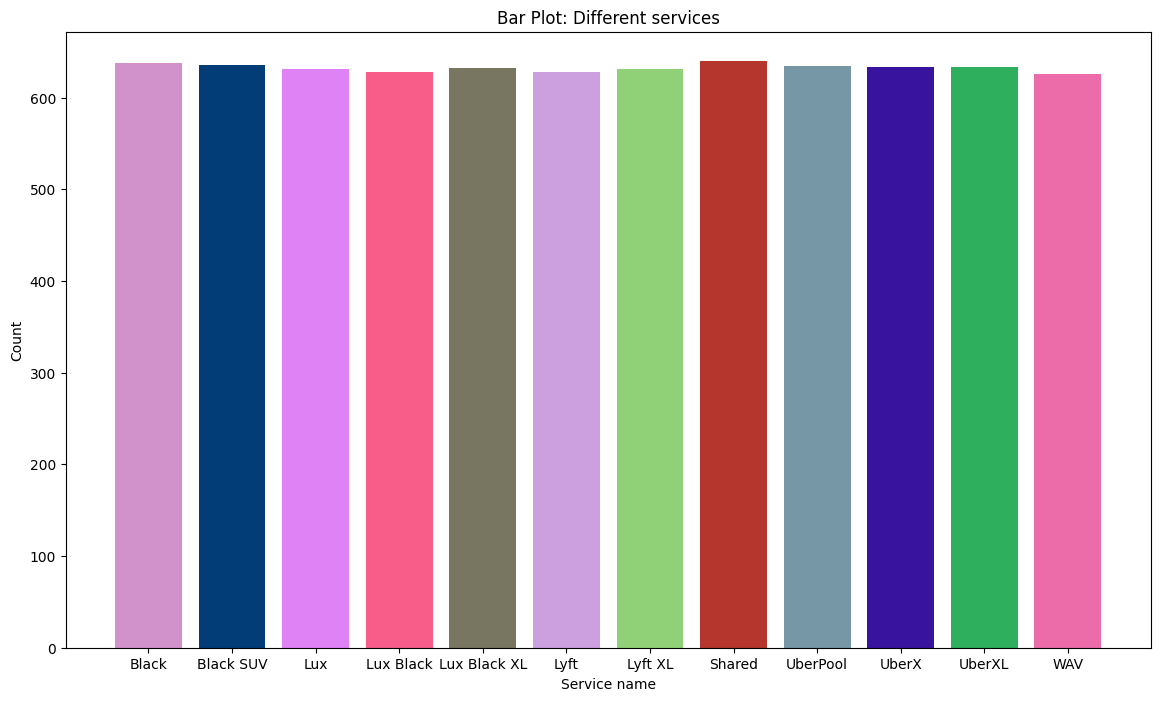 Bar Plot: Different services
600
500
400
300
200
100
0
Count
Black Black SUV Lux Lux Black Lux Black XL Lyft Lyft XL Shared UberPool UberX UberXL WAV
Service name